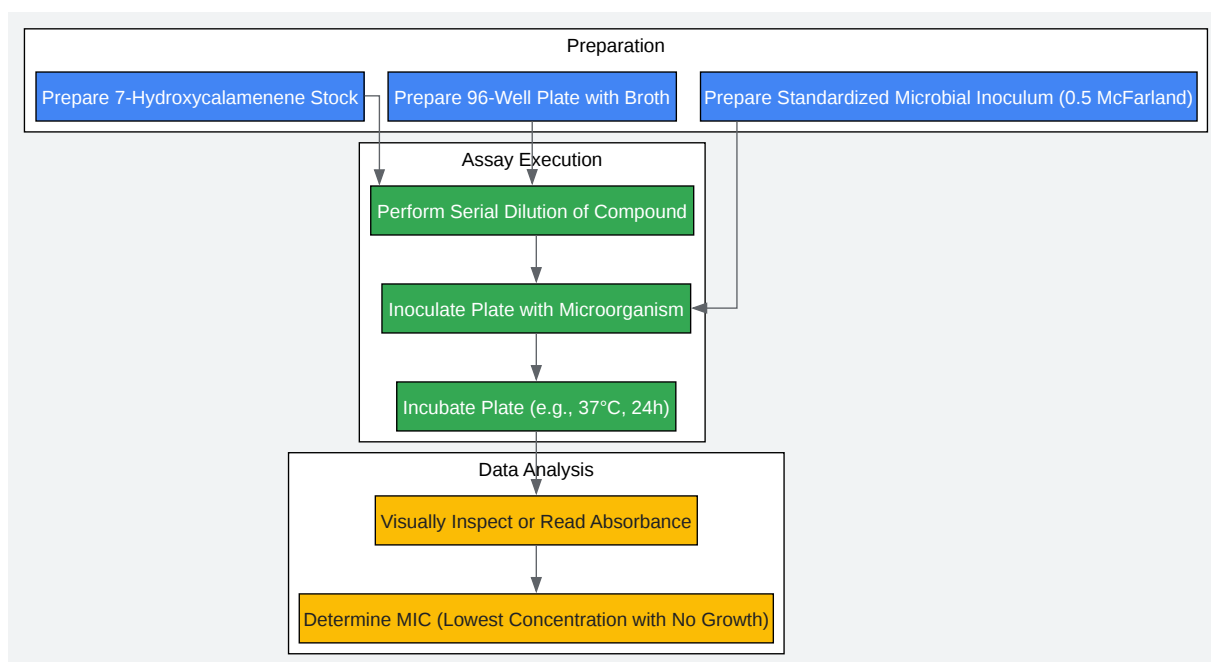 Preparation
Prepare 7-Hydroxycalamenene Stock
Prepare 96-Well Plate with Broth
Prepare Standardized Microbial Inoculum (0.5 McFarland)
Assay Execution
Perform Serial Dilution of Compound
Inoculate Plate with Microorganism
Incubate Plate (e.g., 37°C, 24h)
Data Analysis
Visually Inspect or Read Absorbance
Determine MIC (Lowest Concentration with No Growth)